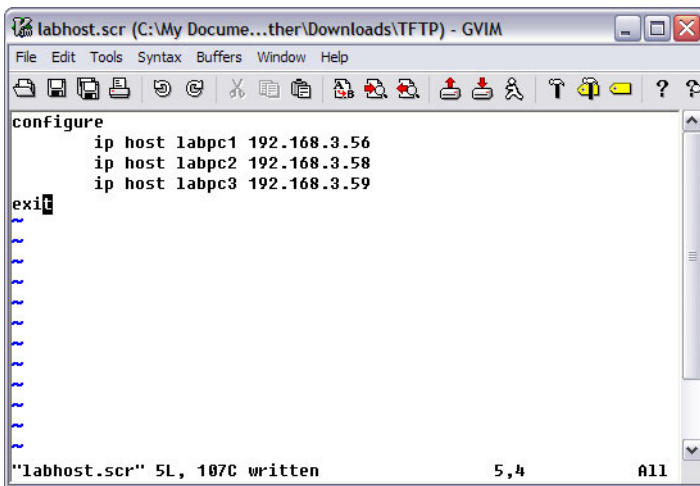 labhost.scr (C:\My Docume...ther\Downloads\TFTP) - GVIM
File Edit Tools Syntax Buffers Window Help
configure
        ip host labpc1 192.168.3.56
        ip host labpc2 192.168.3.58
        ip host labpc3 192.168.3.59
exit
~
~
~
~
~
~
~
~
~
~
~
~
"labhost.scr" 5L, 107C written 5,4 All